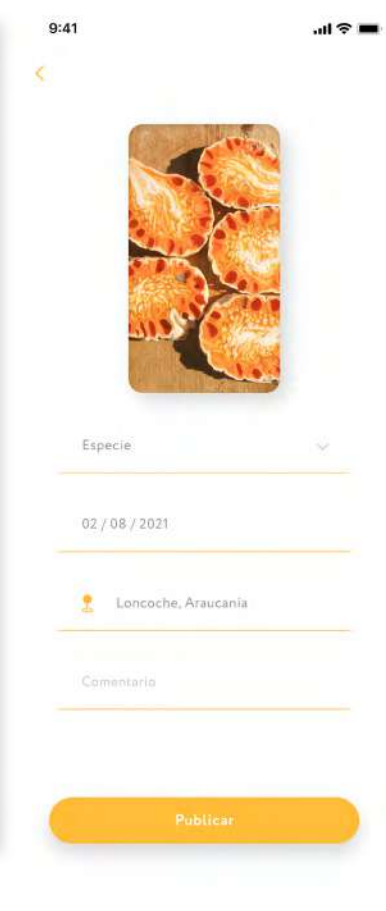 9:41
Especie
02 / 08 / 2021
Loncoche, Araucanía
Comentario
Publicar